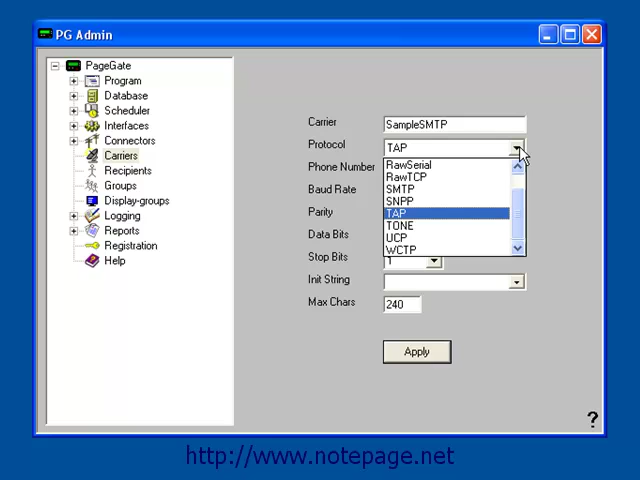 PG Admin
PageGate
Program
Database
Scheduler
Interfaces
Connectors
Carriers
Recipients
Groups
Display-groups
Logging
Reports
Registration
Help
Carrier
SampleSMTP
Protocol
TAP
Phone Number
RawSerial
RawTCP
Baud Rate
SMTP
SNPP
Parity
TAP
TONE
Data Bits
UCP
WCTP
Stop Bits
1
Init String
Max Chars
240
Apply
?
http://www.notepage.net